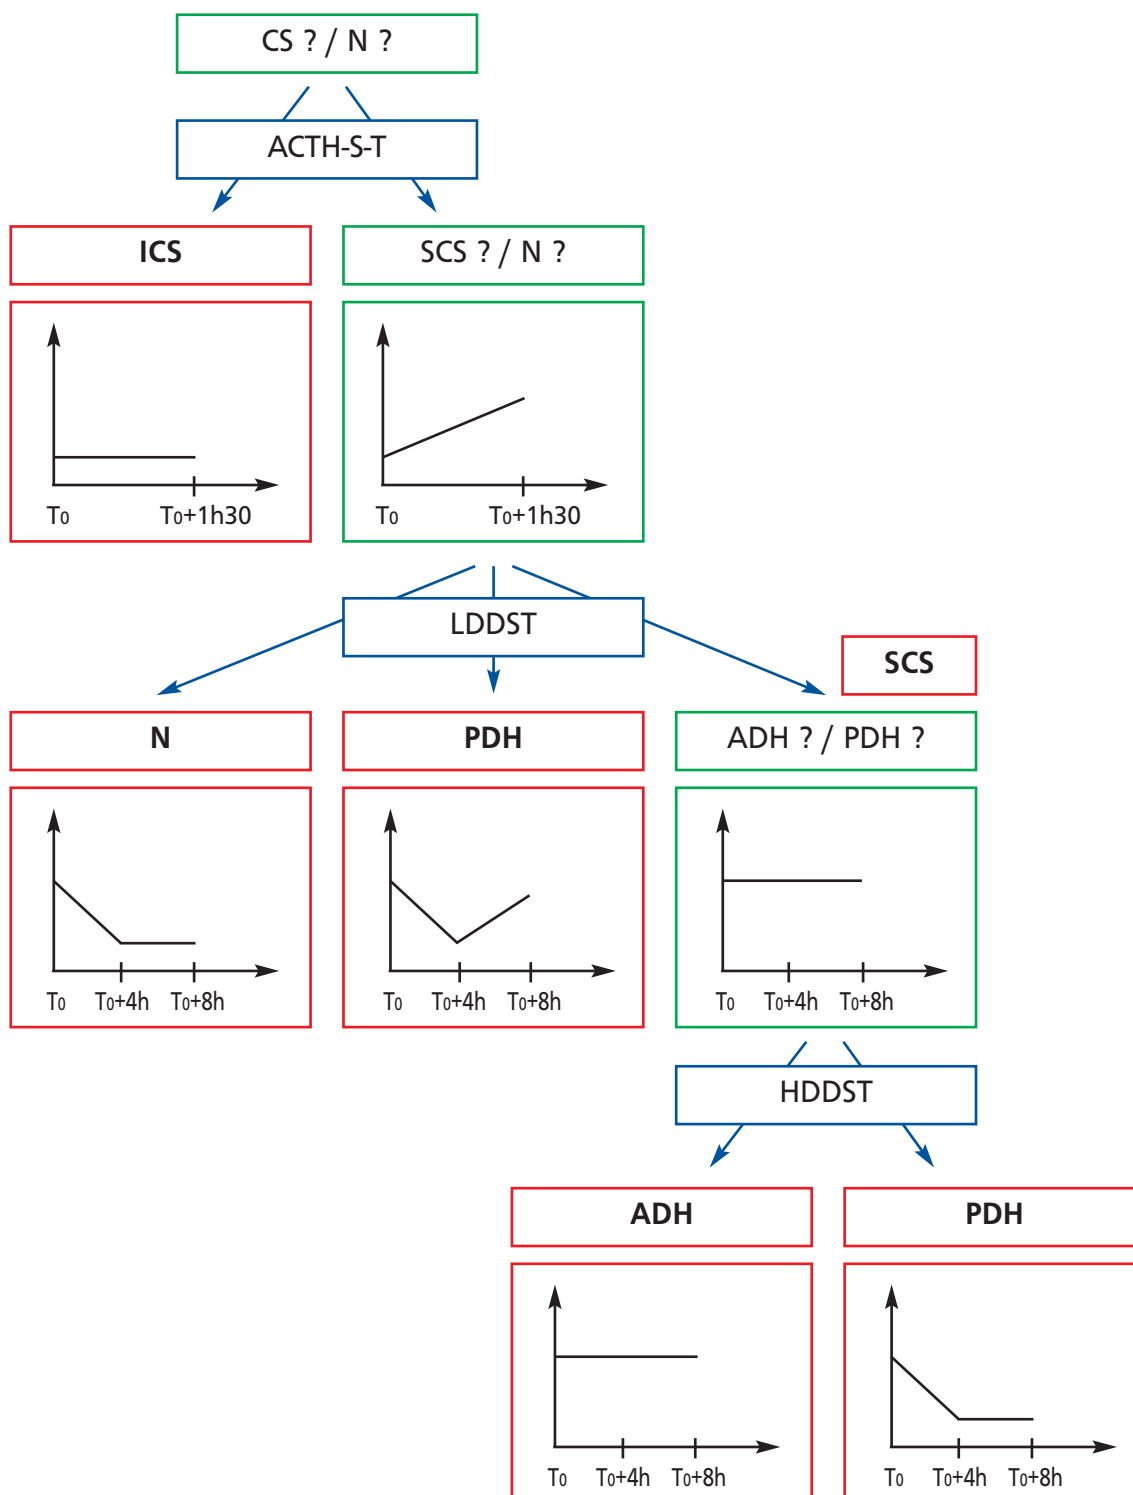 CS ? / N ?
ACTH-S-T
ICS
SCS ? / N ?
T0 T0+1h30
T0 T0+1h30
LDDST
SCS
N
PDH
ADH ? / PDH ?
T0 T0+4h T0+8h
T0 T0+4h T0+8h
T0 T0+4h T0+8h
HDDST
ADH
PDH
T0 T0+4h T0+8h
T0 T0+4h T0+8h